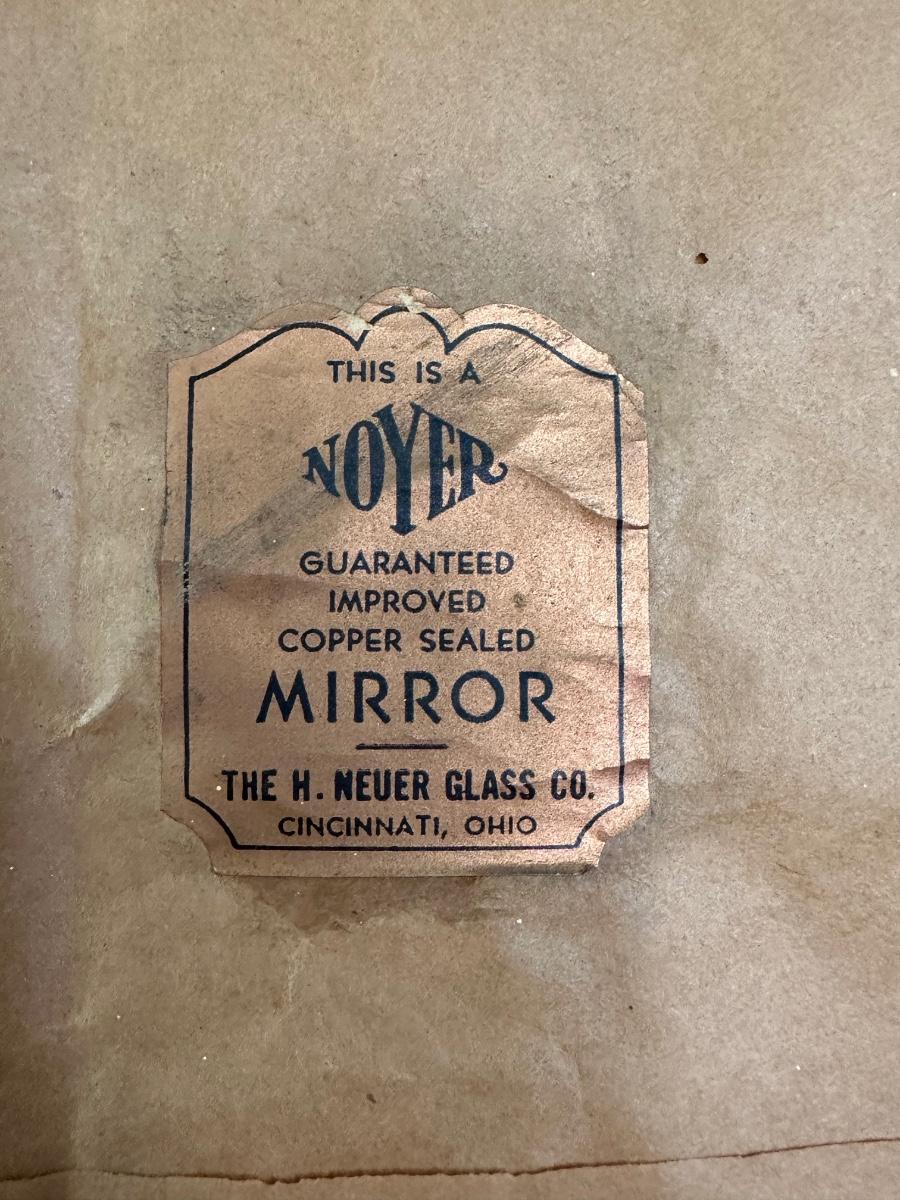 THIS IS A
NOYER
GUARANTEED
IMPROVED
COPPER SEALED
MIRROR
THE H. NEUER GLASS CO.
CINCINNATI, OHIO